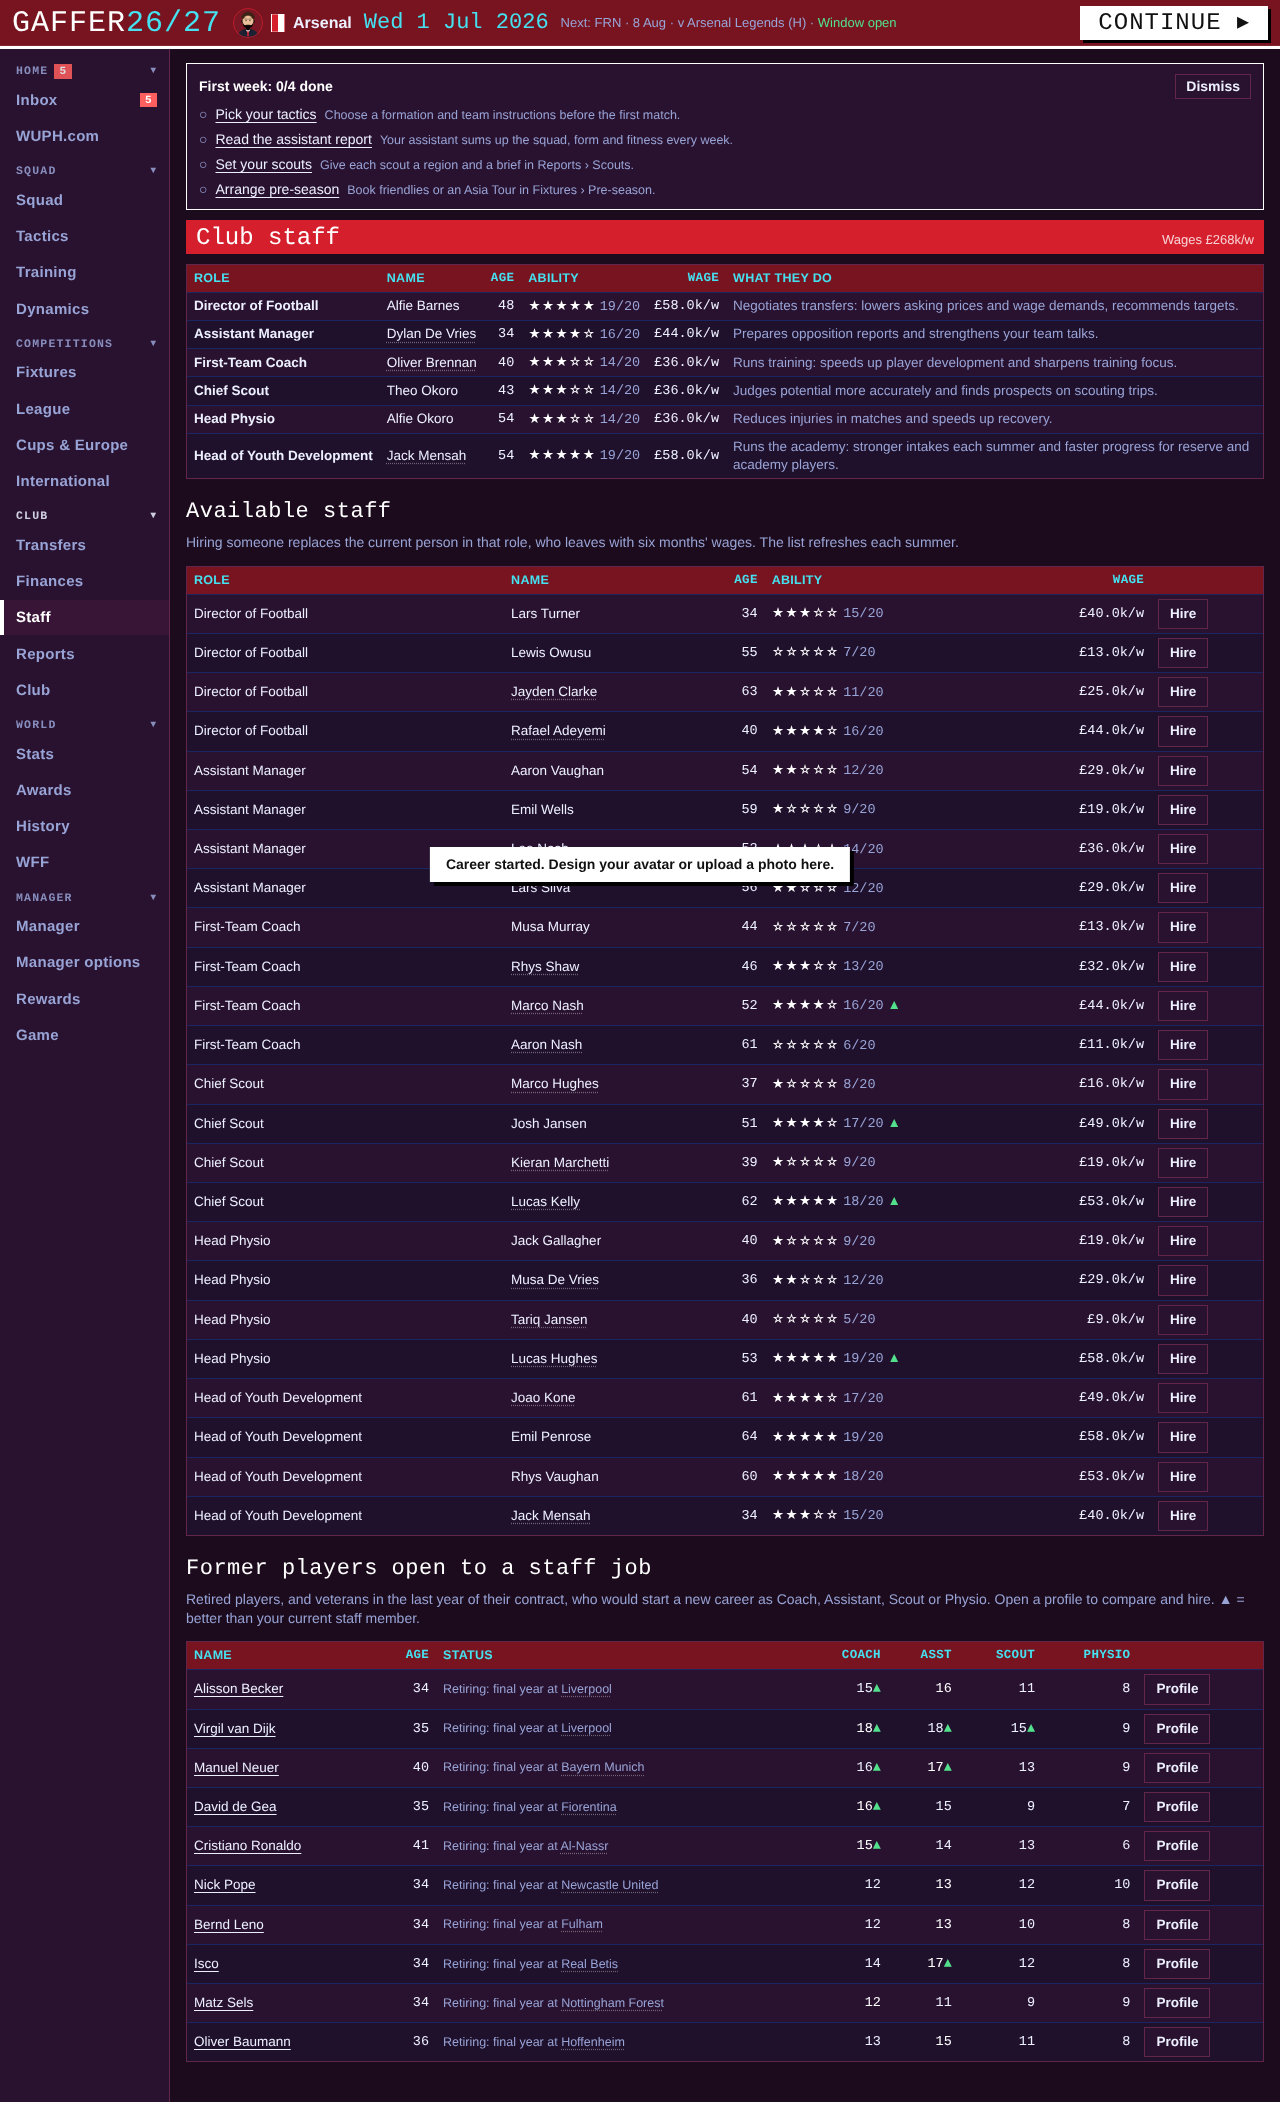 GAFFER26/27 Arsenal Wed 1 Jul 2026 Next: FRN · 8 Aug · v Arsenal Legends (H) · Window open CONTINUE ►
HOME 5 ▼
Inbox 5
WUPH.com
SQUAD ▼
Squad
Tactics
Training
Dynamics
COMPETITIONS ▼
Fixtures
League
Cups & Europe
International
CLUB ▼
Transfers
Finances
Staff
Reports
Club
WORLD ▼
Stats
Awards
History
WFF
MANAGER ▼
Manager
Manager options
Rewards
Game
First week: 0/4 done Dismiss
○ Pick your tactics Choose a formation and team instructions before the first match.
○ Read the assistant report Your assistant sums up the squad, form and fitness every week.
○ Set your scouts Give each scout a region and a brief in Reports › Scouts.
○ Arrange pre-season Book friendlies or an Asia Tour in Fixtures › Pre-season.
Club staff Wages £268k/w
ROLE NAME AGE ABILITY WAGE WHAT THEY DO
Director of Football Alfie Barnes 48 ★★★★★ 19/20 £58.0k/w Negotiates transfers: lowers asking prices and wage demands, recommends targets.
Assistant Manager Dylan De Vries 34 ★★★★☆ 16/20 £44.0k/w Prepares opposition reports and strengthens your team talks.
First-Team Coach Oliver Brennan 40 ★★★☆☆ 14/20 £36.0k/w Runs training: speeds up player development and sharpens training focus.
Chief Scout Theo Okoro 43 ★★★☆☆ 14/20 £36.0k/w Judges potential more accurately and finds prospects on scouting trips.
Head Physio Alfie Okoro 54 ★★★☆☆ 14/20 £36.0k/w Reduces injuries in matches and speeds up recovery.
Head of Youth Development Jack Mensah 54 ★★★★★ 19/20 £58.0k/w Runs the academy: stronger intakes each summer and faster progress for reserve and
academy players.
Available staff
Hiring someone replaces the current person in that role, who leaves with six months' wages. The list refreshes each summer.
ROLE NAME AGE ABILITY WAGE
Director of Football Lars Turner 34 ★★★☆☆ 15/20 £40.0k/w Hire
Director of Football Lewis Owusu 55 ☆☆☆☆☆ 7/20 £13.0k/w Hire
Director of Football Jayden Clarke 63 ★★☆☆☆ 11/20 £25.0k/w Hire
Director of Football Rafael Adeyemi 40 ★★★★☆ 16/20 £44.0k/w Hire
Assistant Manager Aaron Vaughan 54 ★★☆☆☆ 12/20 £29.0k/w Hire
Assistant Manager Emil Wells 59 ★☆☆☆☆ 9/20 £19.0k/w Hire
Assistant Manager 14/20 £36.0k/w Hire
Career started. Design your avatar or upload a photo here.
Assistant Manager Lars Silva 56 ★★☆☆☆ 12/20 £29.0k/w Hire
First-Team Coach Musa Murray 44 ☆☆☆☆☆ 7/20 £13.0k/w Hire
First-Team Coach Rhys Shaw 46 ★★★☆☆ 13/20 £32.0k/w Hire
First-Team Coach Marco Nash 52 ★★★★☆ 16/20 ▲ £44.0k/w Hire
First-Team Coach Aaron Nash 61 ☆☆☆☆☆ 6/20 £11.0k/w Hire
Chief Scout Marco Hughes 37 ★☆☆☆☆ 8/20 £16.0k/w Hire
Chief Scout Josh Jansen 51 ★★★★☆ 17/20 ▲ £49.0k/w Hire
Chief Scout Kieran Marchetti 39 ★☆☆☆☆ 9/20 £19.0k/w Hire
Chief Scout Lucas Kelly 62 ★★★★★ 18/20 ▲ £53.0k/w Hire
Head Physio Jack Gallagher 40 ★☆☆☆☆ 9/20 £19.0k/w Hire
Head Physio Musa De Vries 36 ★★☆☆☆ 12/20 £29.0k/w Hire
Head Physio Tariq Jansen 40 ☆☆☆☆☆ 5/20 £9.0k/w Hire
Head Physio Lucas Hughes 53 ★★★★★ 19/20 ▲ £58.0k/w Hire
Head of Youth Development Joao Kone 61 ★★★★☆ 17/20 £49.0k/w Hire
Head of Youth Development Emil Penrose 64 ★★★★★ 19/20 £58.0k/w Hire
Head of Youth Development Rhys Vaughan 60 ★★★★★ 18/20 £53.0k/w Hire
Head of Youth Development Jack Mensah 34 ★★★☆☆ 15/20 £40.0k/w Hire
Former players open to a staff job
Retired players, and veterans in the last year of their contract, who would start a new career as Coach, Assistant, Scout or Physio. Open a profile to compare and hire. ▲ =
better than your current staff member.
NAME AGE STATUS COACH ASST SCOUT PHYSIO
Alisson Becker 34 Retiring: final year at Liverpool 15▲ 16 11 8 Profile
Virgil van Dijk 35 Retiring: final year at Liverpool 18▲ 18▲ 15▲ 9 Profile
Manuel Neuer 40 Retiring: final year at Bayern Munich 16▲ 17▲ 13 9 Profile
David de Gea 35 Retiring: final year at Fiorentina 16▲ 15 9 7 Profile
Cristiano Ronaldo 41 Retiring: final year at Al-Nassr 15▲ 14 13 6 Profile
Nick Pope 34 Retiring: final year at Newcastle United 12 13 12 10 Profile
Bernd Leno 34 Retiring: final year at Fulham 12 13 10 8 Profile
Isco 34 Retiring: final year at Real Betis 14 17▲ 12 8 Profile
Matz Sels 34 Retiring: final year at Nottingham Forest 12 11 9 9 Profile
Oliver Baumann 36 Retiring: final year at Hoffenheim 13 15 11 8 Profile